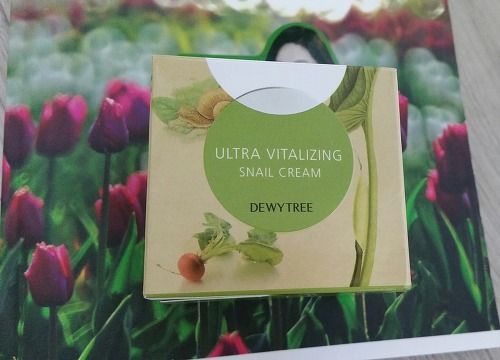 ULTRA VITALIZING
SNAIL CREAM
DEWYTREE